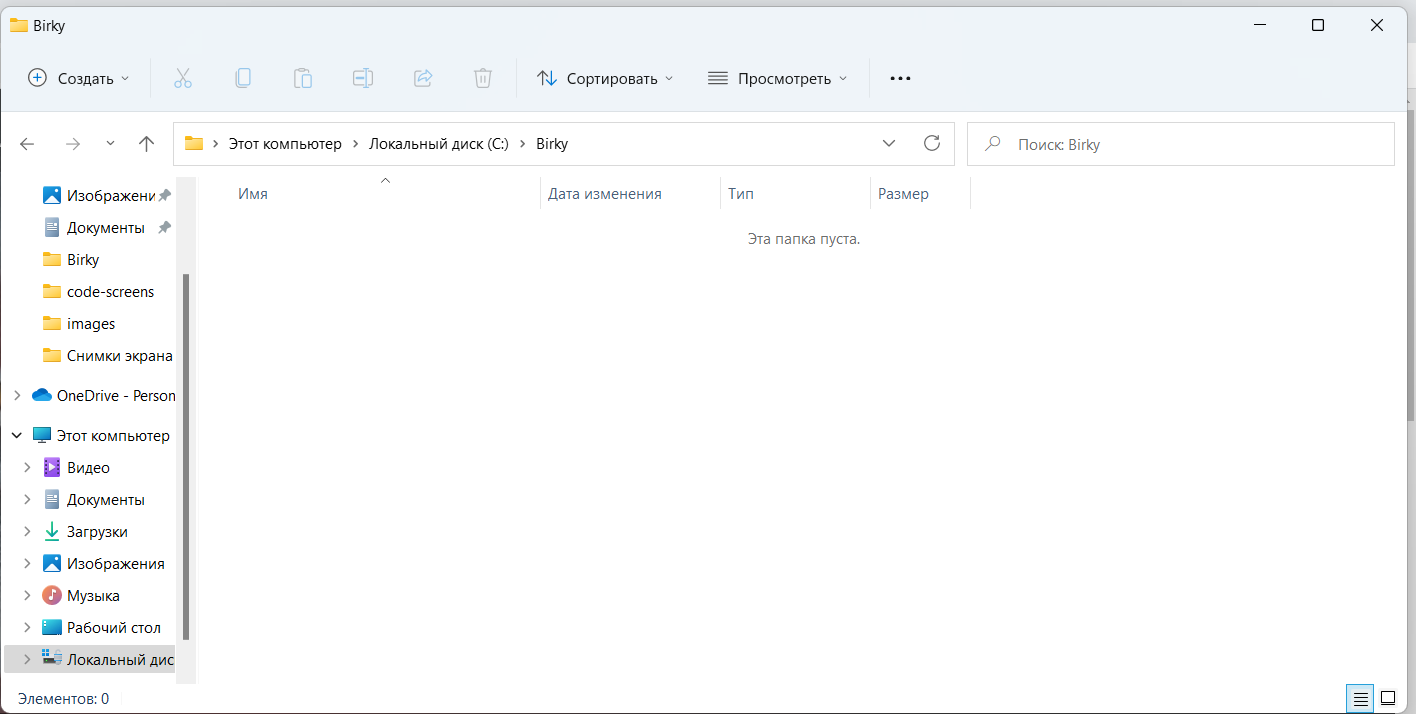 Birky
Создать
Сортировать
Просмотреть
Этот компьютер
Локальный диск (C:)
Birky
Поиск: Birky
Имя
Дата изменения
Тип
Размер
Эта папка пуста.
Изображени
Документы
Birky
code-screens
images
Снимки экрана
OneDrive - Person
Этот компьютер
Видео
Документы
Загрузки
Изображения
Музыка
Рабочий стол
Локальный дис
Элементов: 0